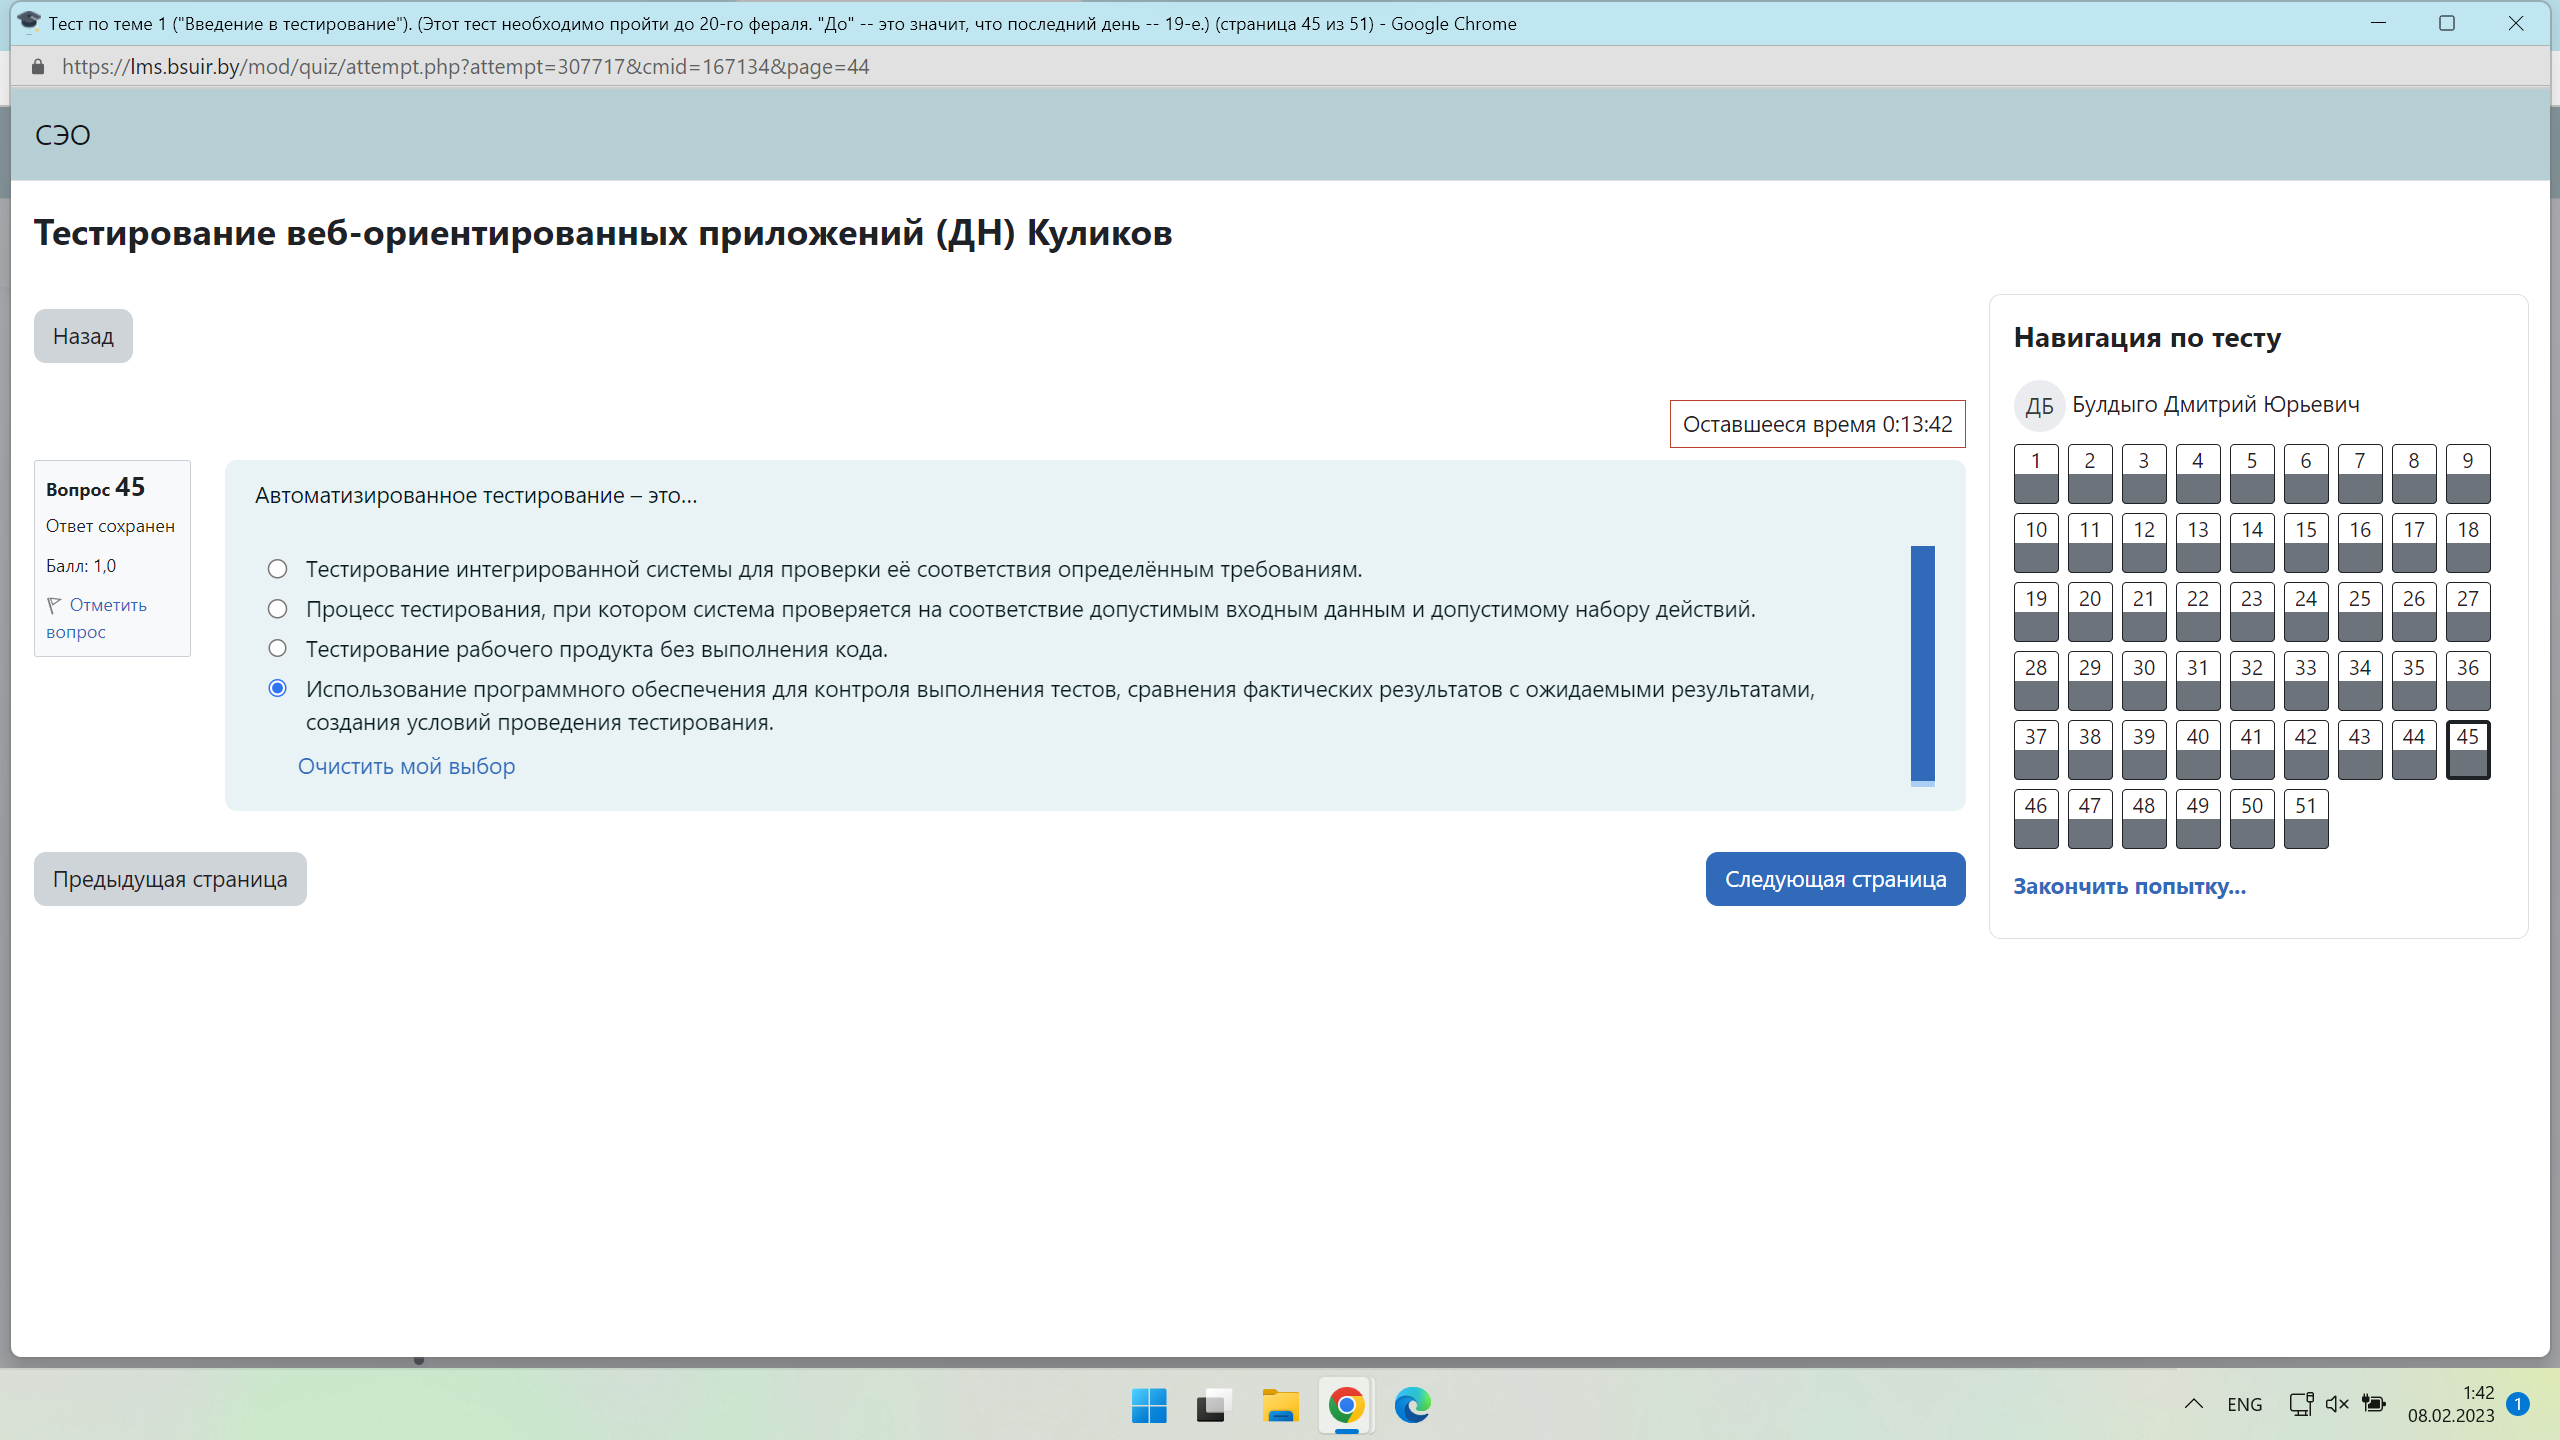 Тест по теме 1 ("Введение в тестирование"). (Этот тест необходимо пройти до 20-го фераля. "До" -- это значит, что последний день -- 19-е.) (страница 45 из 51) - Google Chrome
https://lms.bsuir.by/mod/quiz/attempt.php?attempt=307717&cmid=167134&page=44
СЭО
Тестирование веб-ориентированных приложений (ДН) Куликов
Назад
Оставшееся время 0:13:42
Вопрос 45
Ответ сохранен
Балл: 1,0
Отметить
вопрос
Автоматизированное тестирование – это...
Тестирование интегрированной системы для проверки её соответствия определённым требованиям.
Процесс тестирования, при котором система проверяется на соответствие допустимым входным данным и допустимому набору действий.
Тестирование рабочего продукта без выполнения кода.
Использование программного обеспечения для контроля выполнения тестов, сравнения фактических результатов с ожидаемыми результатами,
создания условий проведения тестирования.
Очистить мой выбор
Предыдущая страница
Следующая страница
Навигация по тесту
ДБ Булдыго Дмитрий Юрьевич
1 2 3 4 5 6 7 8 9
10 11 12 13 14 15 16 17 18
19 20 21 22 23 24 25 26 27
28 29 30 31 32 33 34 35 36
37 38 39 40 41 42 43 44 45
46 47 48 49 50 51
Закончить попытку...
ENG
1:42
08.02.2023
1